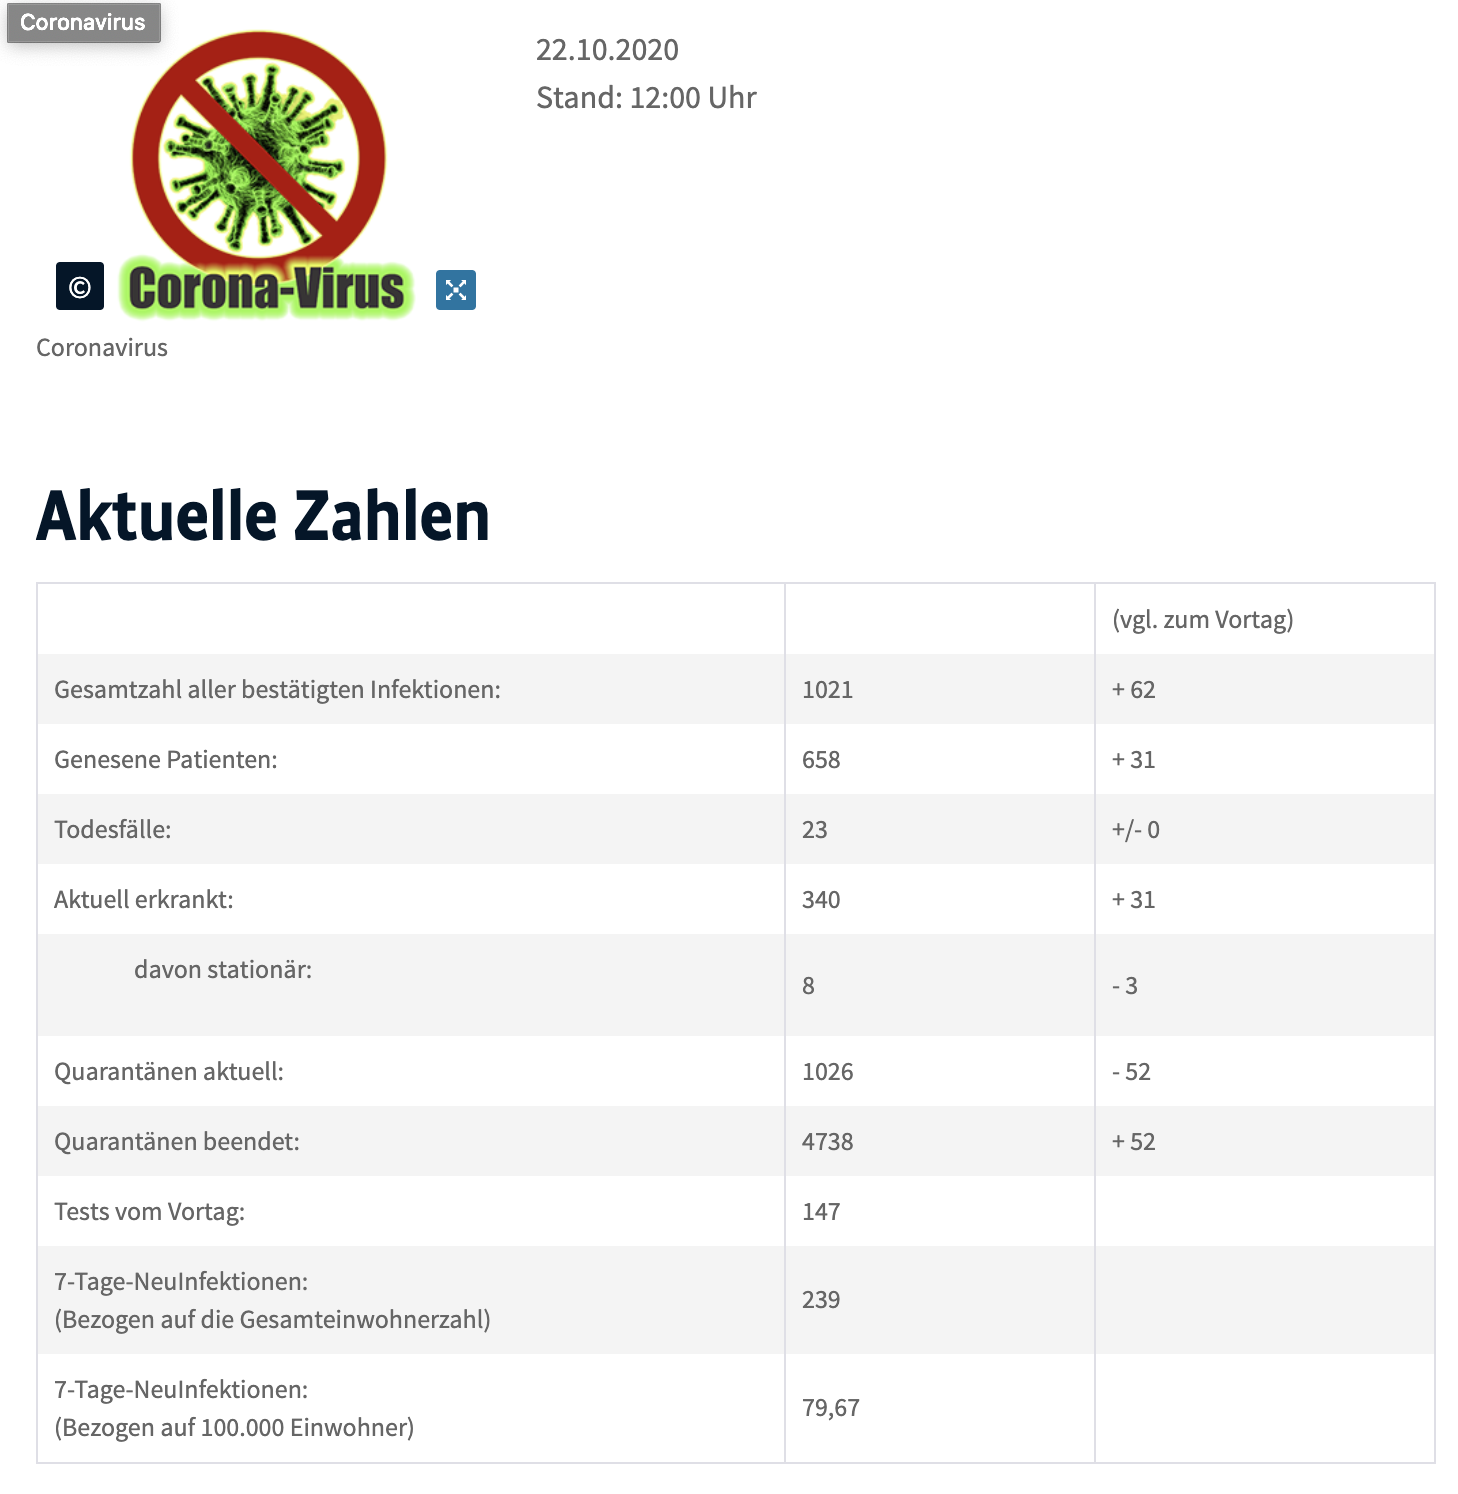 Coronavirus
22.10.2020
Stand: 12:00 Uhr
©
Corona-Virus
Coronavirus
Aktuelle Zahlen
(vgl. zum Vortag)
Gesamtzahl aller bestätigten Infektionen: 1021 + 62
Genesene Patienten: 658 + 31
Todesfälle: 23 +/- 0
Aktuell erkrankt: 340 + 31
davon stationär: 8 - 3
Quarantänen aktuell: 1026 - 52
Quarantänen beendet: 4738 + 52
Tests vom Vortag: 147
7-Tage-NeuInfektionen:
(Bezogen auf die Gesamteinwohnerzahl) 239
7-Tage-NeuInfektionen:
(Bezogen auf 100.000 Einwohner) 79,67